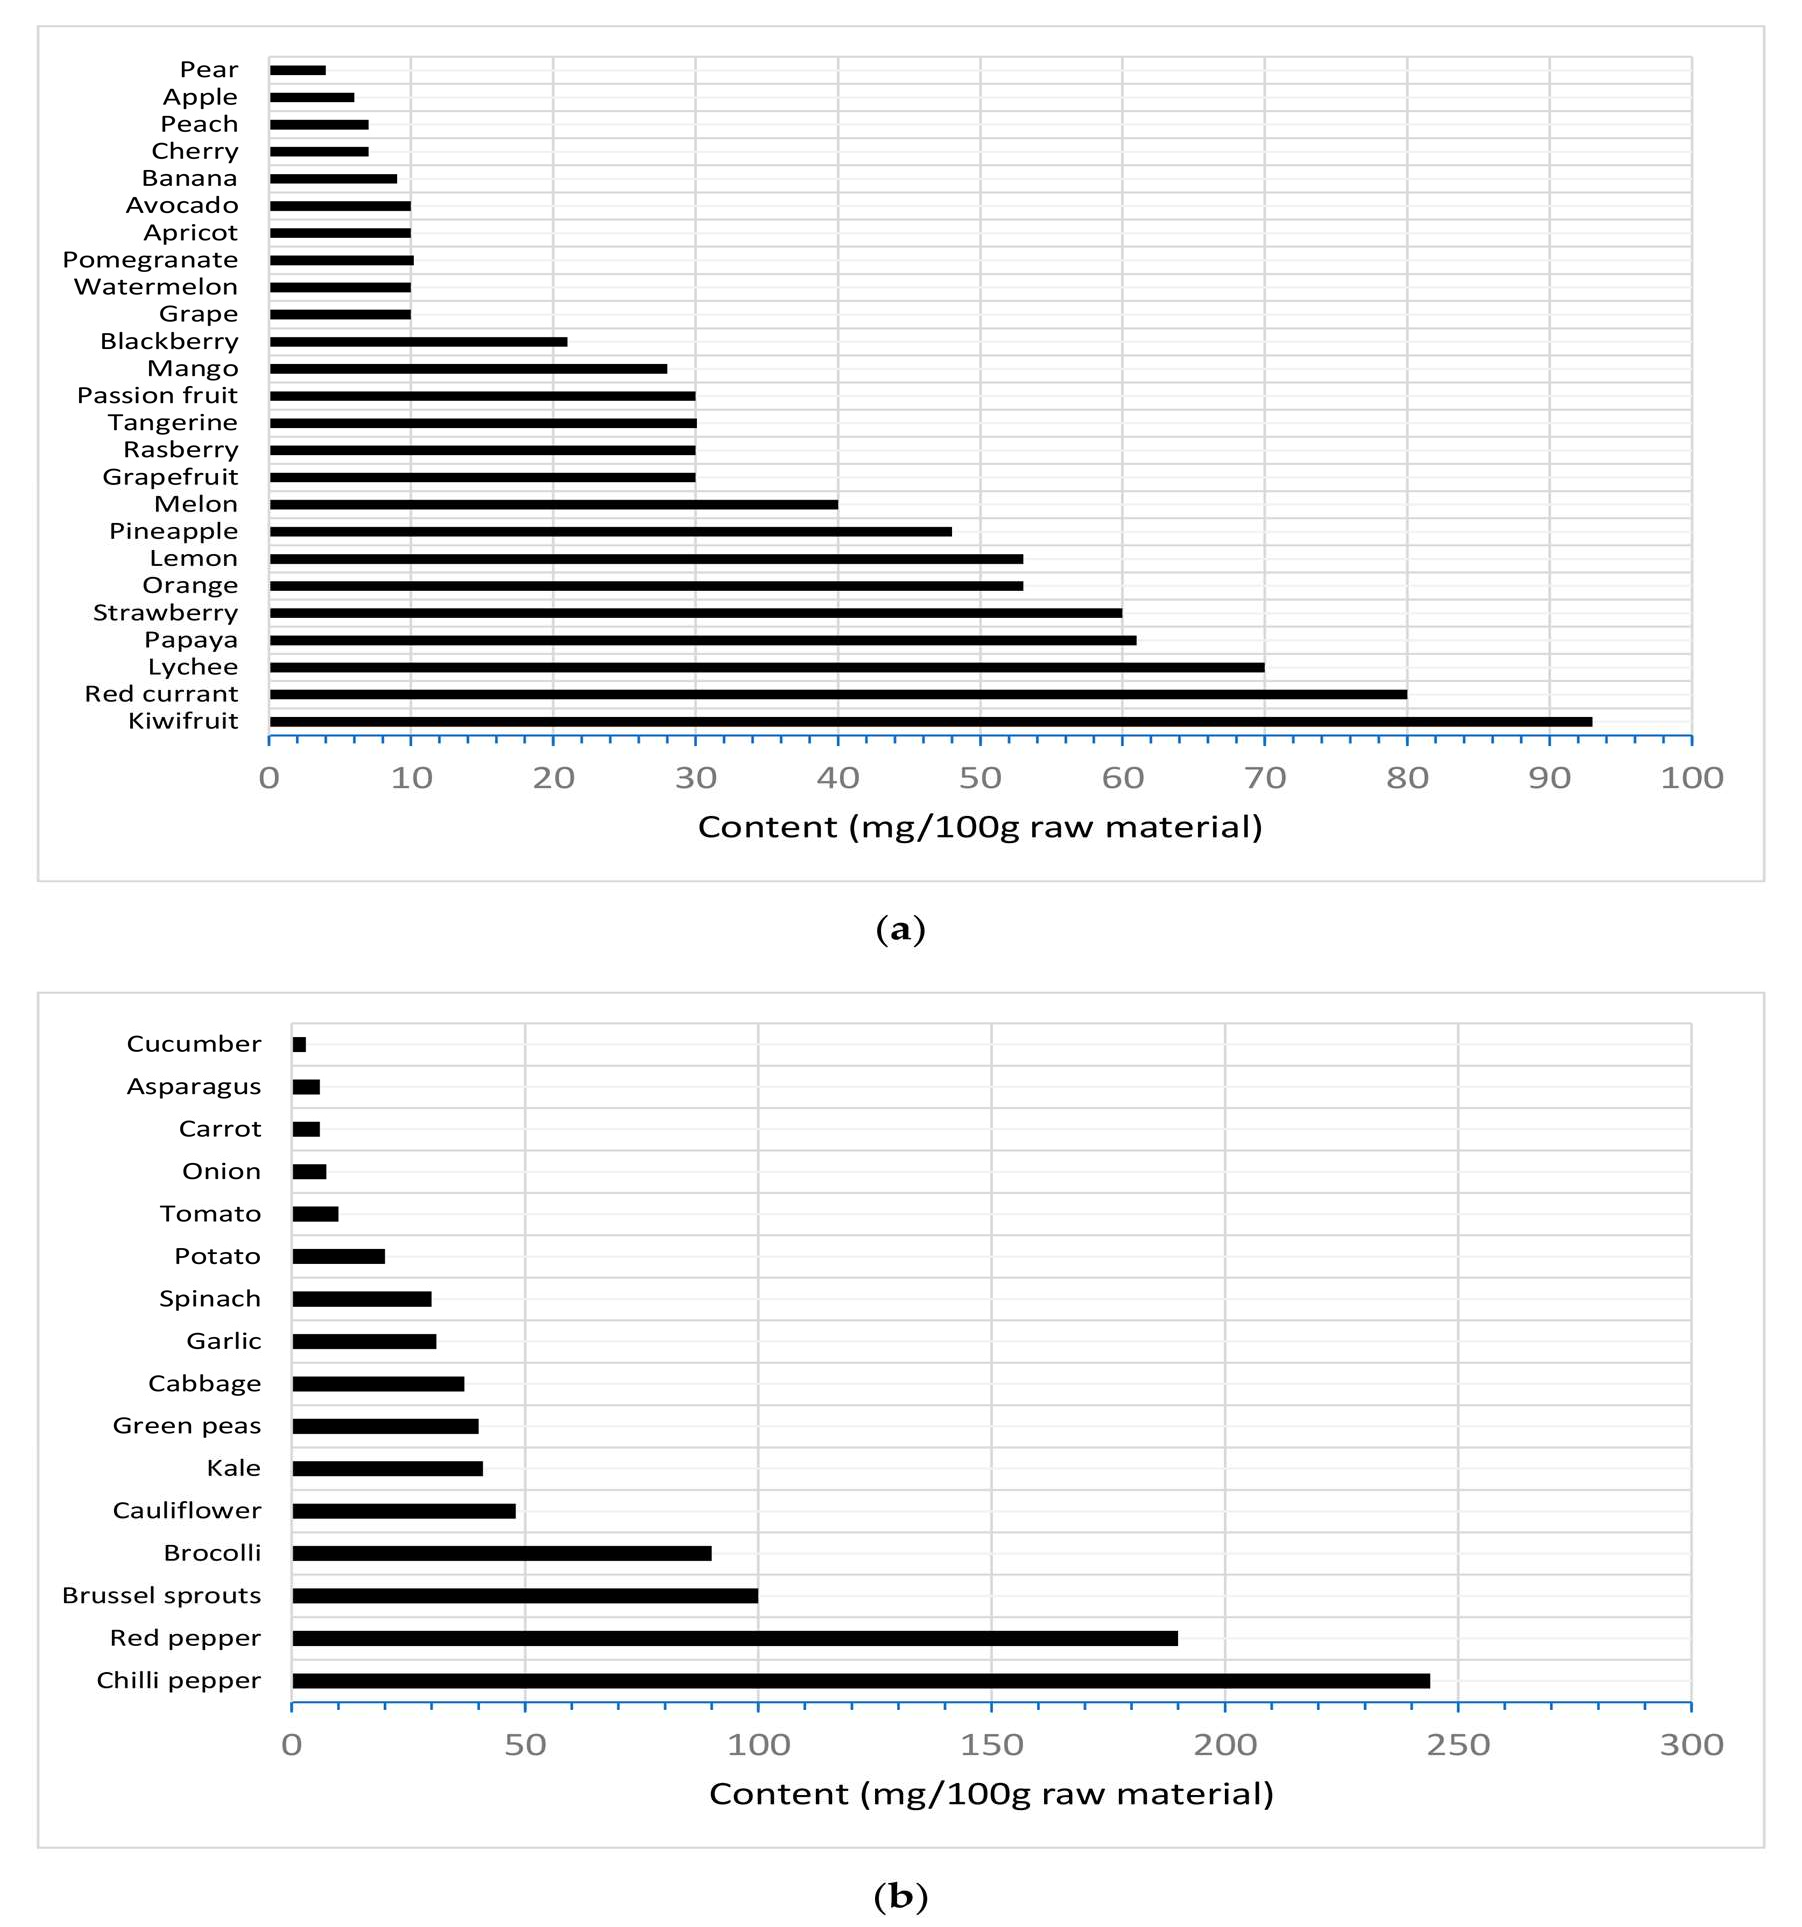 Pear
Apple
Peach
Cherry
Banana
Avocado
Apricot
Pomegranate
Watermelon
Grape
Blackberry
Mango
Passion fruit
Tangerine
Rasberry
Grapefruit
Melon
Pineapple
Lemon
Orange
Strawberry
Papaya
Lychee
Red currant
Kiwifruit
0 10 20 30 40 50 60 70 80 90 100
Content (mg/100g raw material)
(a)
Cucumber
Asparagus
Carrot
Onion
Tomato
Potato
Spinach
Garlic
Cabbage
Green peas
Kale
Cauliflower
Brocolli
Brussel sprouts
Red pepper
Chilli pepper
0 50 100 150 200 250 300
Content (mg/100g raw material)
(b)